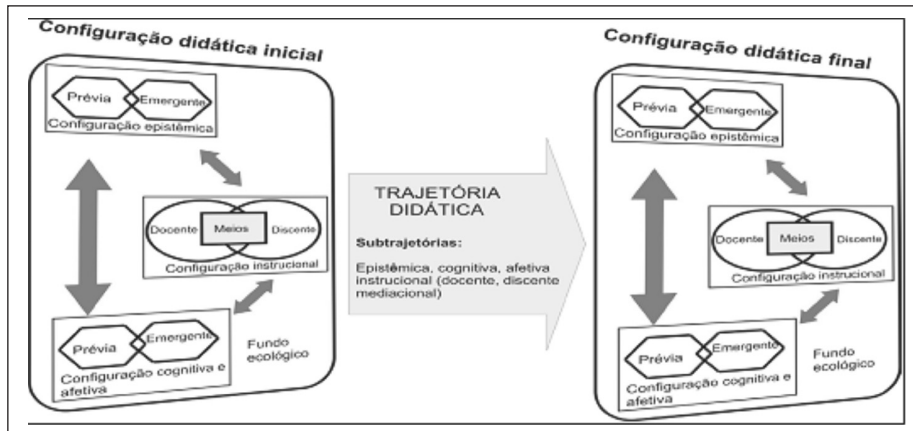 Configuração didática inicial
Prévia
Emergente
Configuração epistêmica
Docente
Meios
Discente
Configuração instrucional
Prévia
Emergente
Configuração cognitiva e
afetiva
Fundo
ecológico
TRAJETÓRIA
DIDÁTICA
Subtrajetórias:
Epistêmica, cognitiva, afetiva
instrucional (docente, discente
mediacional)
Configuração didática final
Prévia
Emergente
Configuração epistêmica
Docente
Meios
Discente
Configuração instrucional
Prévia
Emergente
Configuração cognitiva e
afetiva
Fundo
ecológico